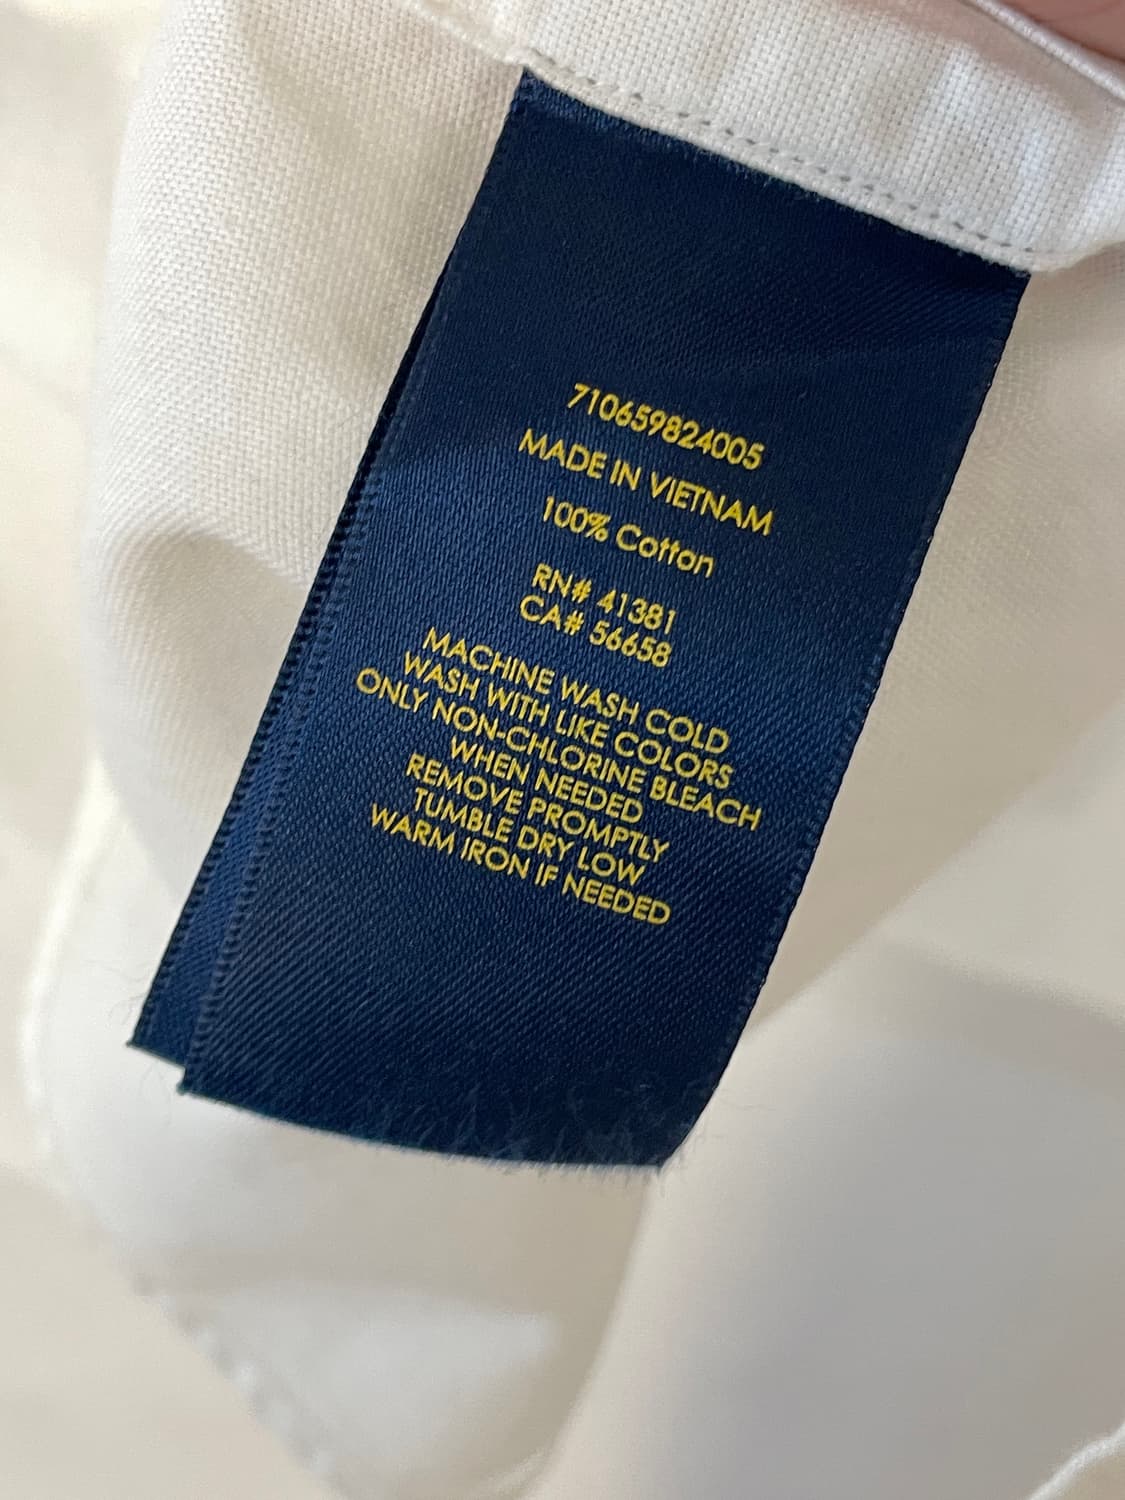 710659824005
MADE IN VIETNAM
100% Cotton
RN# 41381
CA# 56658
MACHINE WASH COLD
WASH WITH LIKE COLORS
ONLY NON-CHLORINE BLEACH
WHEN NEEDED
REMOVE PROMPTLY
TUMBLE DRY LOW
WARM IRON IF NEEDED